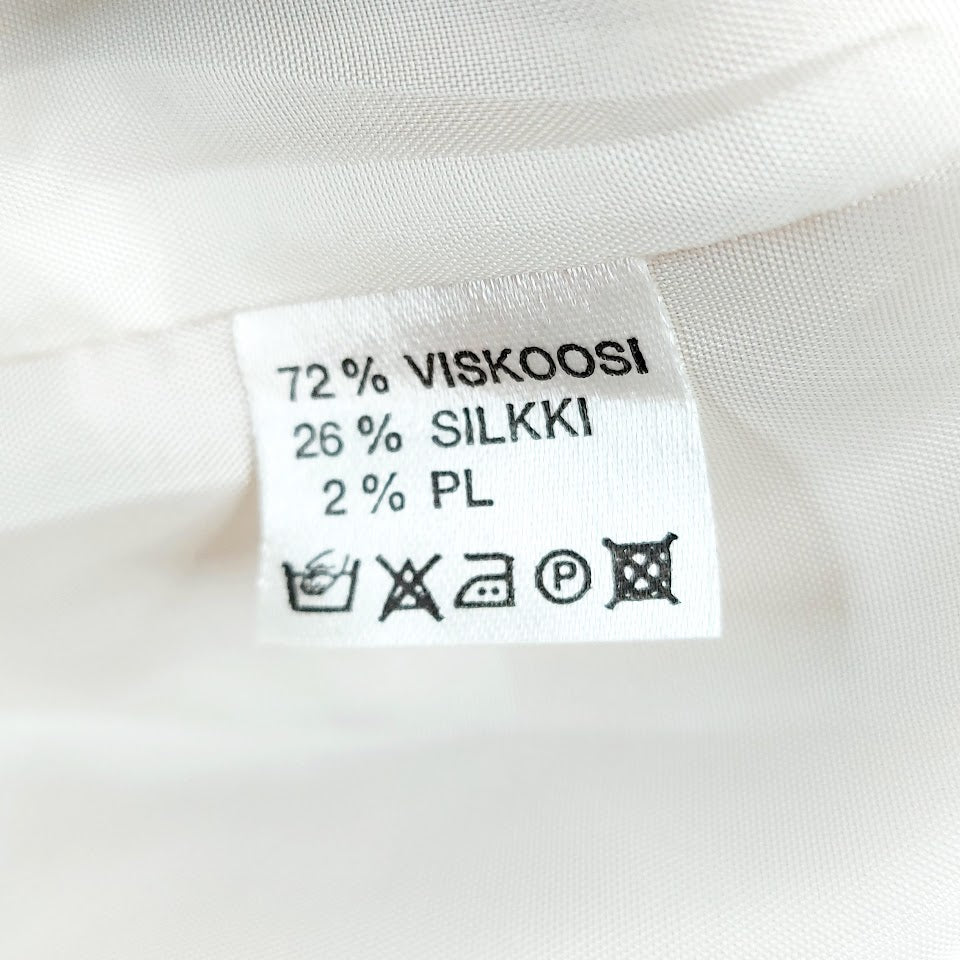 72 % VISKOOSI
26 % SILKKI
2 % PL
P